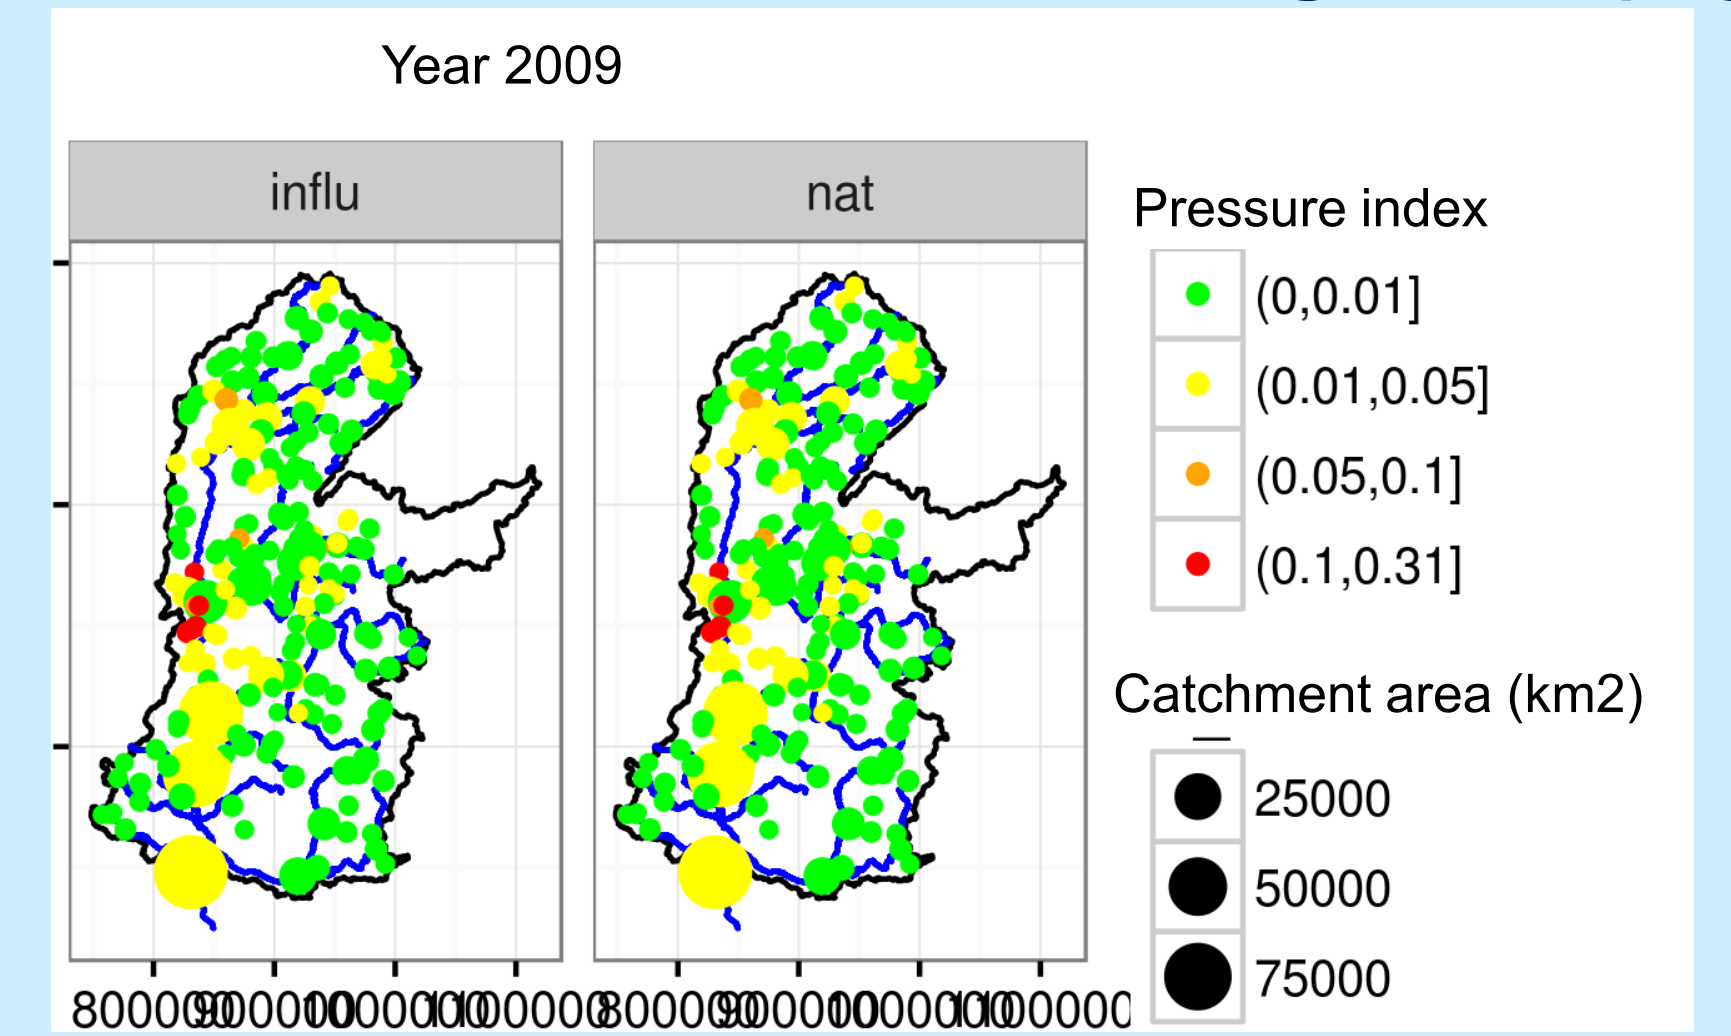 Year 2009
influ
nat
Pressure index
(0,0.01]
(0.01,0.05]
(0.05,0.1]
(0.1,0.31]
Catchment area (km2)
25000
50000
75000